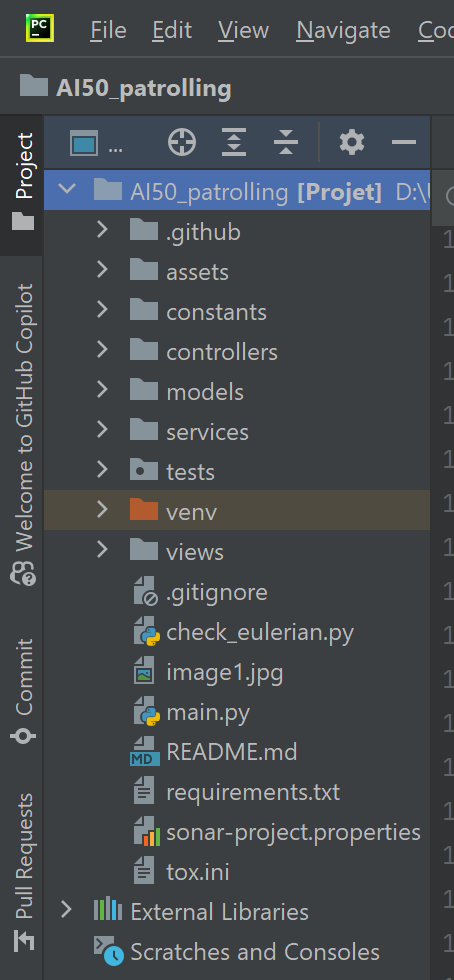 PC
File Edit View Navigate
AI50_patrolling
Project
...
AI50_patrolling [Projet] D:\
.github
assets
constants
controllers
models
services
tests
venv
views
.gitignore
check_eulerian.py
image1.jpg
main.py
MD README.md
requirements.txt
sonar-project.properties
tox.ini
External Libraries
Scratches and Consoles
Welcome to GitHub Copilot
Commit
Pull Requests